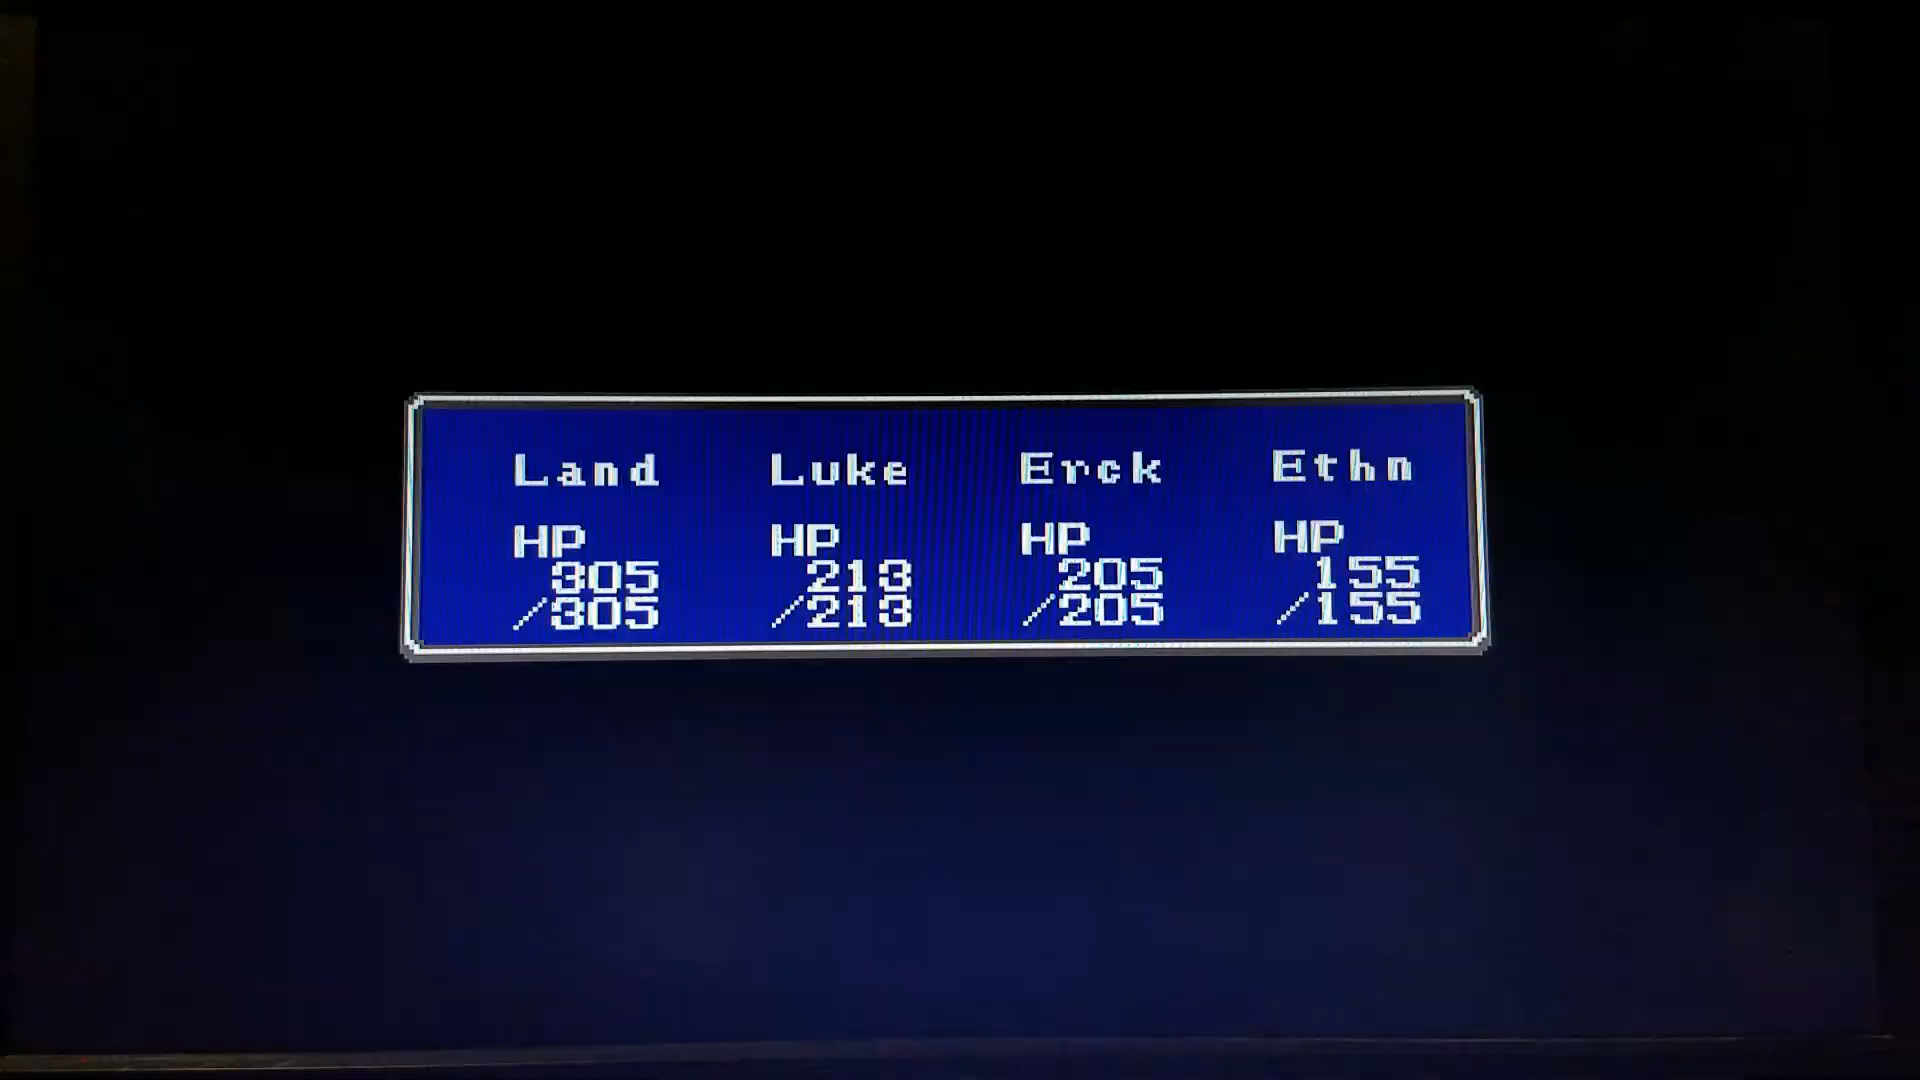 Land Luke Erck Ethn
HP HP HP HP
305 213 205 155
/305 /213 /205 /155